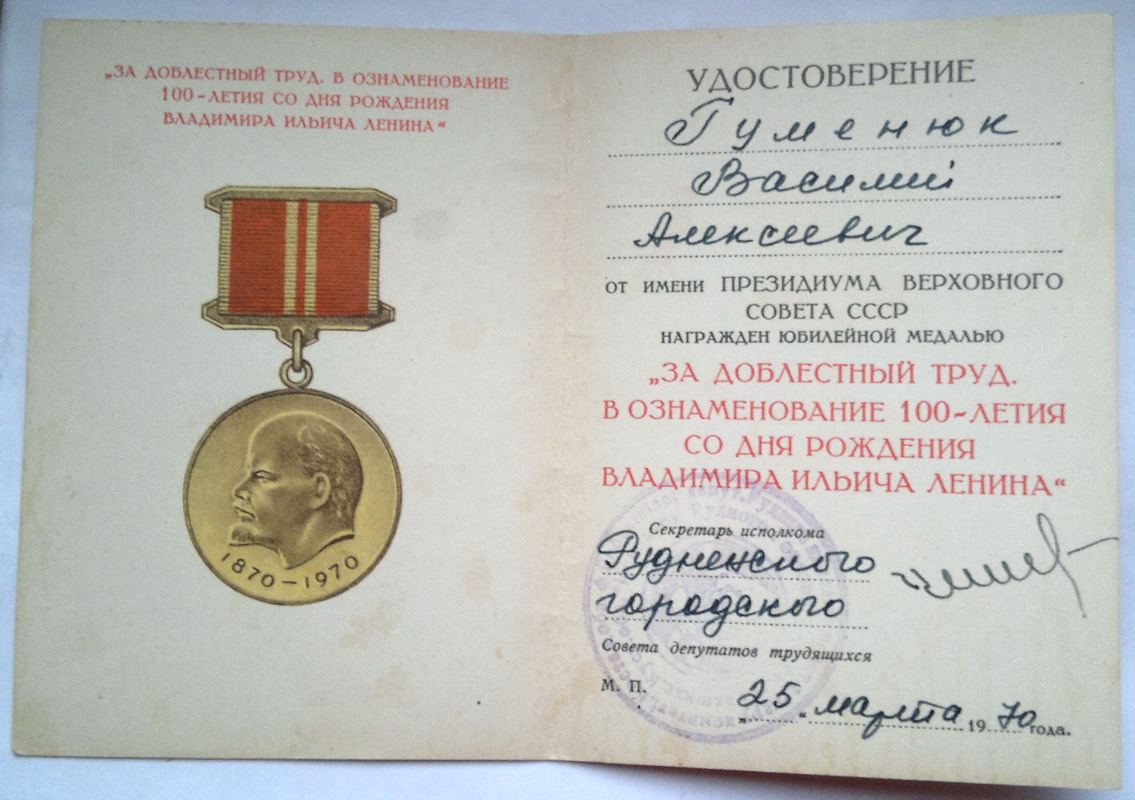 „ЗА ДОБЛЕСТНЫЙ ТРУД. В ОЗНАМЕНОВАНИЕ
100-ЛЕТИЯ СО ДНЯ РОЖДЕНИЯ
ВЛАДИМИРА ИЛЬИЧА ЛЕНИНА“
1870-1970
УДОСТОВЕРЕНИЕ
Гуменюк
Василий
Алексеевич
ОТ ИМЕНИ ПРЕЗИДИУМА ВЕРХОВНОГО
СОВЕТА СССР
НАГРАЖДЕН ЮБИЛЕЙНОЙ МЕДАЛЬЮ
„ЗА ДОБЛЕСТНЫЙ ТРУД.
В ОЗНАМЕНОВАНИЕ 100-ЛЕТИЯ
СО ДНЯ РОЖДЕНИЯ
ВЛАДИМИРА ИЛЬИЧА ЛЕНИНА“
Секретарь исполкома
Рудненского
городского
Совета депутатов трудящихся
М. П.
„25“ марта 1970 года.